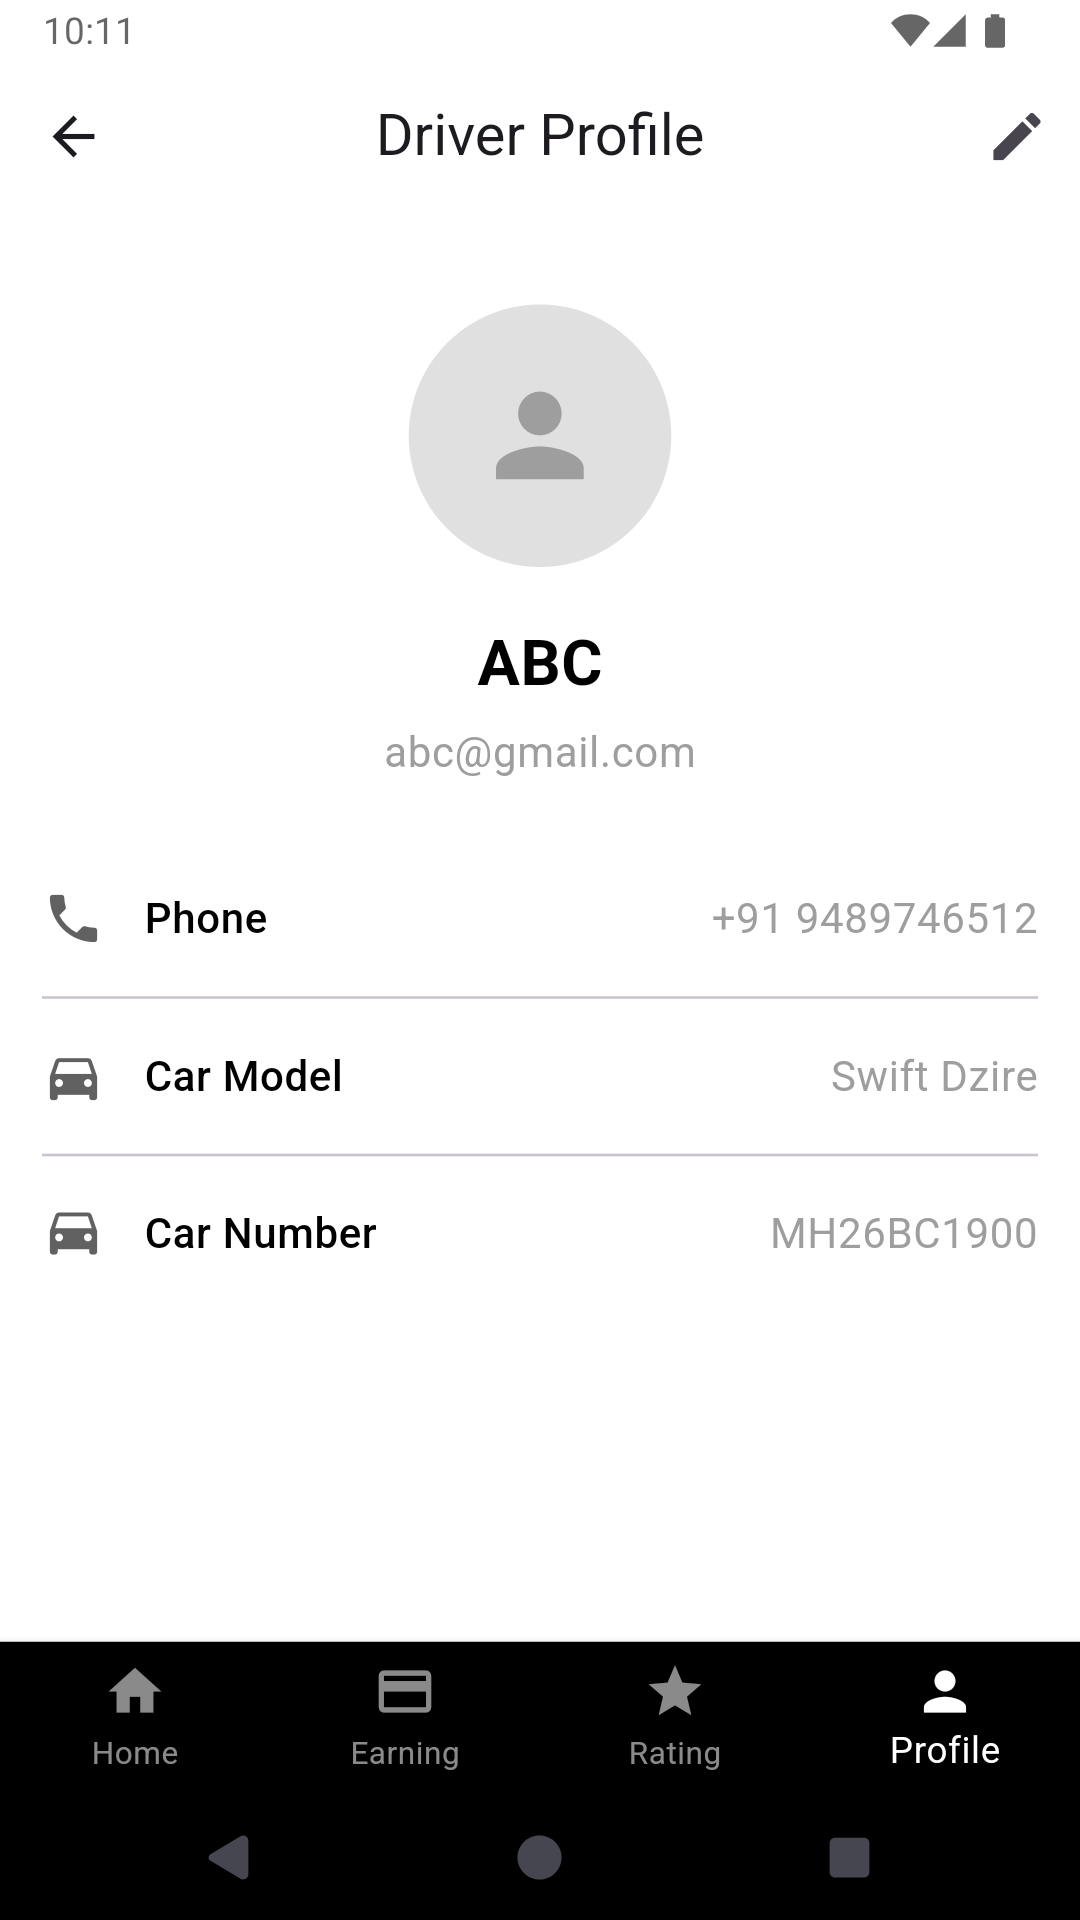 10:11
Driver Profile
ABC
abc@gmail.com
Phone +91 9489746512
Car Model Swift Dzire
Car Number MH26BC1900
Home Earning Rating Profile